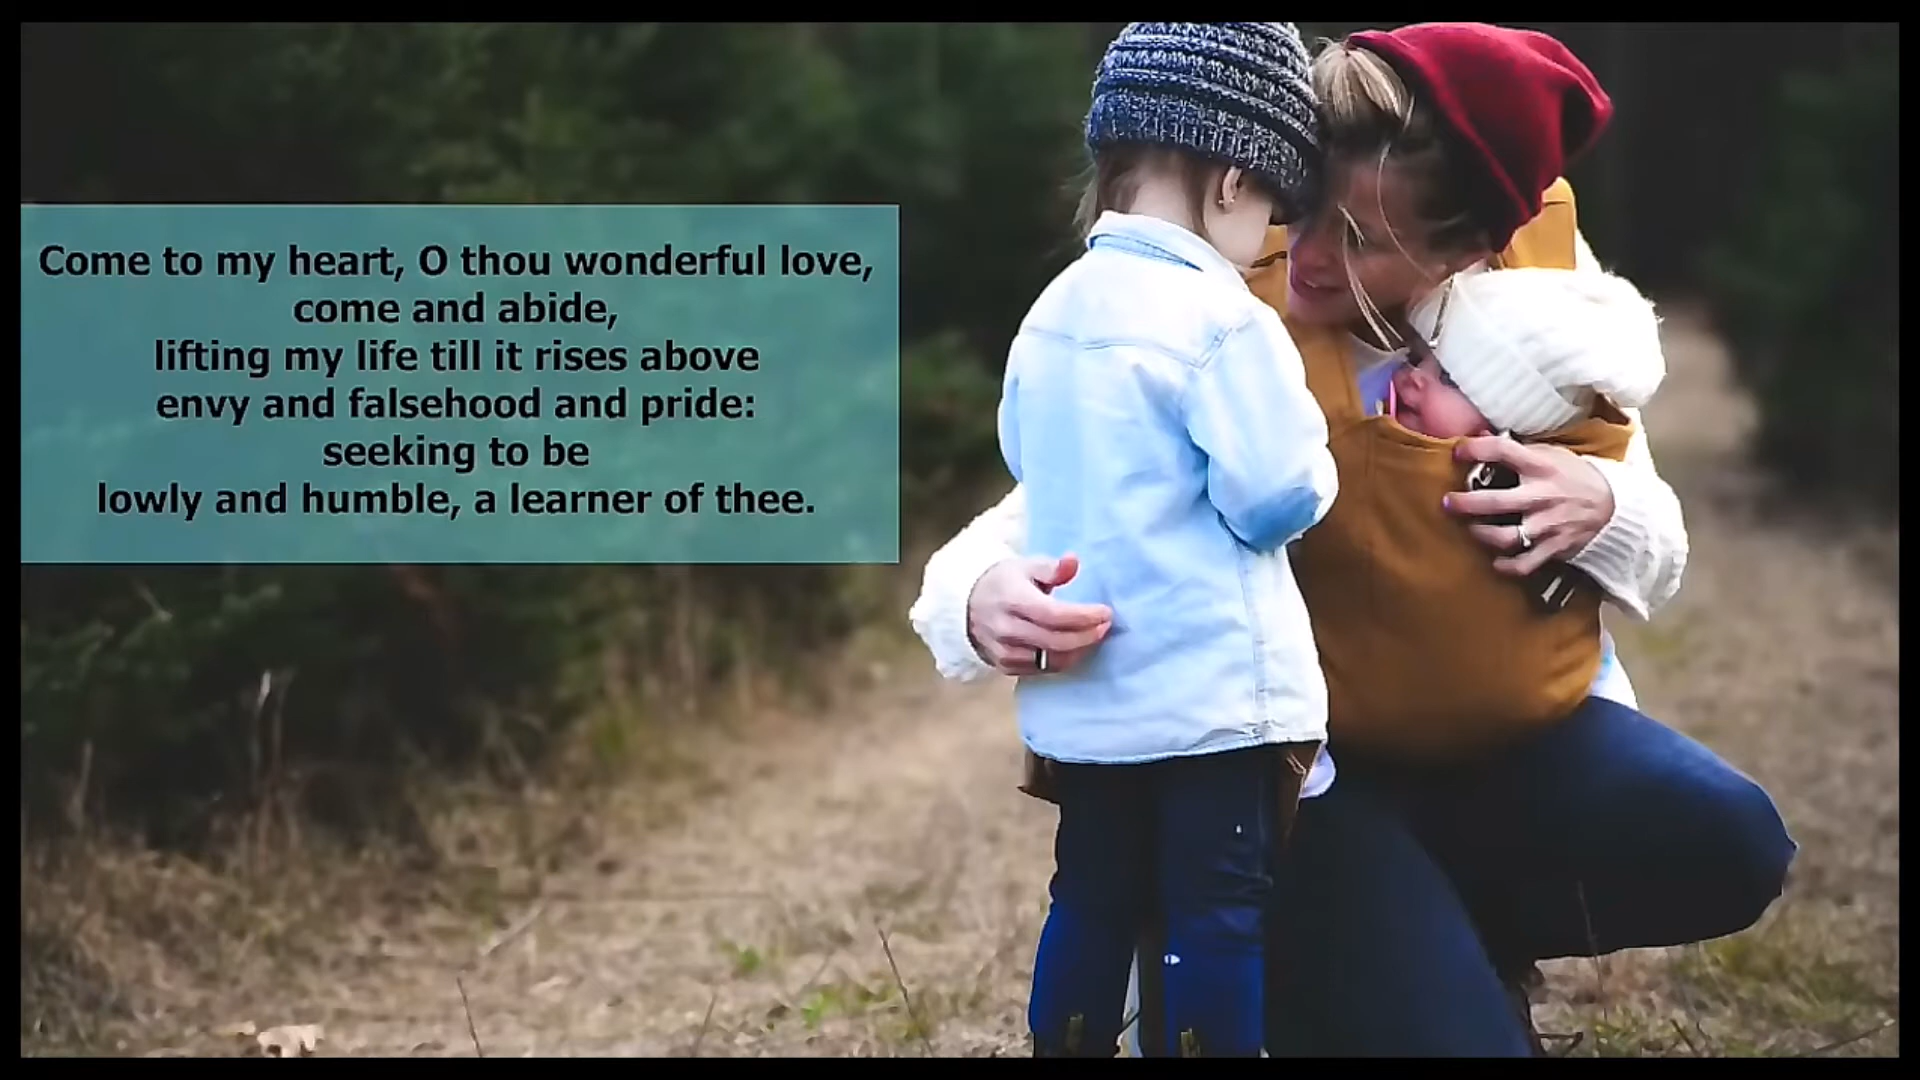 Come to my heart, O thou wonderful love,
come and abide,
lifting my life till it rises above
envy and falsehood and pride:
seeking to be
lowly and humble, a learner of thee.